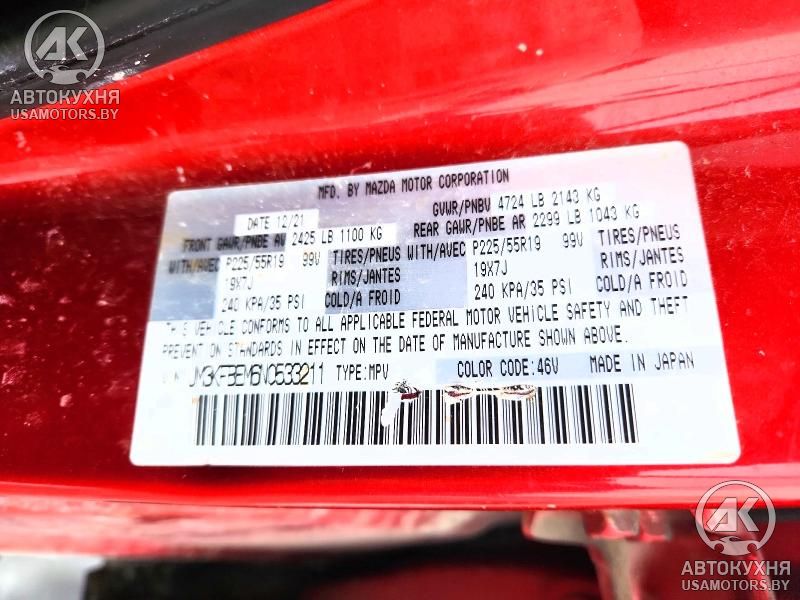 AK
АВТОКУХНЯ
USAMOTORS.BY
MFD. BY MAZDA MOTOR CORPORATION
DATE 12/21 GVWR/PNBV 4724 LB 2143 KG
FRONT GAWR/PNBE AV 2425 LB 1100 KG REAR GAWR/PNBE AR 2299 LB 1043 KG
WITH/AVEC P225/55R19 99V TIRES/PNEUS WITH/AVEC P225/55R19 99V TIRES/PNEUS
19X7J RIMS/JANTES 19X7J RIMS/JANTES
240 KPA/35 PSI COLD/A FROID 240 KPA/35 PSI COLD/A FROID
THIS VEHICLE CONFORMS TO ALL APPLICABLE FEDERAL MOTOR VEHICLE SAFETY AND THEFT
PREVENTION STANDARDS IN EFFECT ON THE DATE OF MANUFACTURE SHOWN ABOVE.
JM3KFBEM6N0533211 TYPE:MPV COLOR CODE:46V MADE IN JAPAN
AK
АВТОКУХНЯ
USAMOTORS.BY